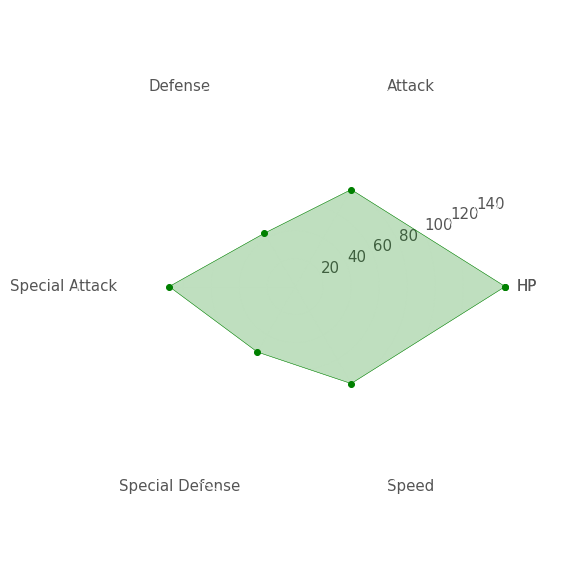 Defense
Attack
140
120
100
80
60
40
20
Special Attack
HP
Special Defense
Speed